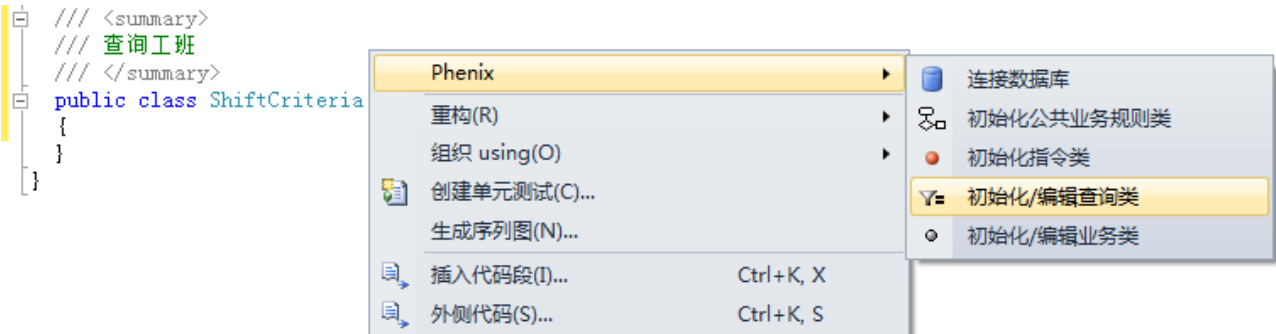 /// <summary>
/// 查询工班
/// </summary>
public class ShiftCriteria
{
}
}
Phenix
重构(R)
组织 using(O)
创建单元测试(C)...
生成序列图(N)...
插入代码段(I)... Ctrl+K, X
外侧代码(S)... Ctrl+K, S
连接数据库
初始化公共业务规则类
初始化指令类
初始化/编辑查询类
初始化/编辑业务类